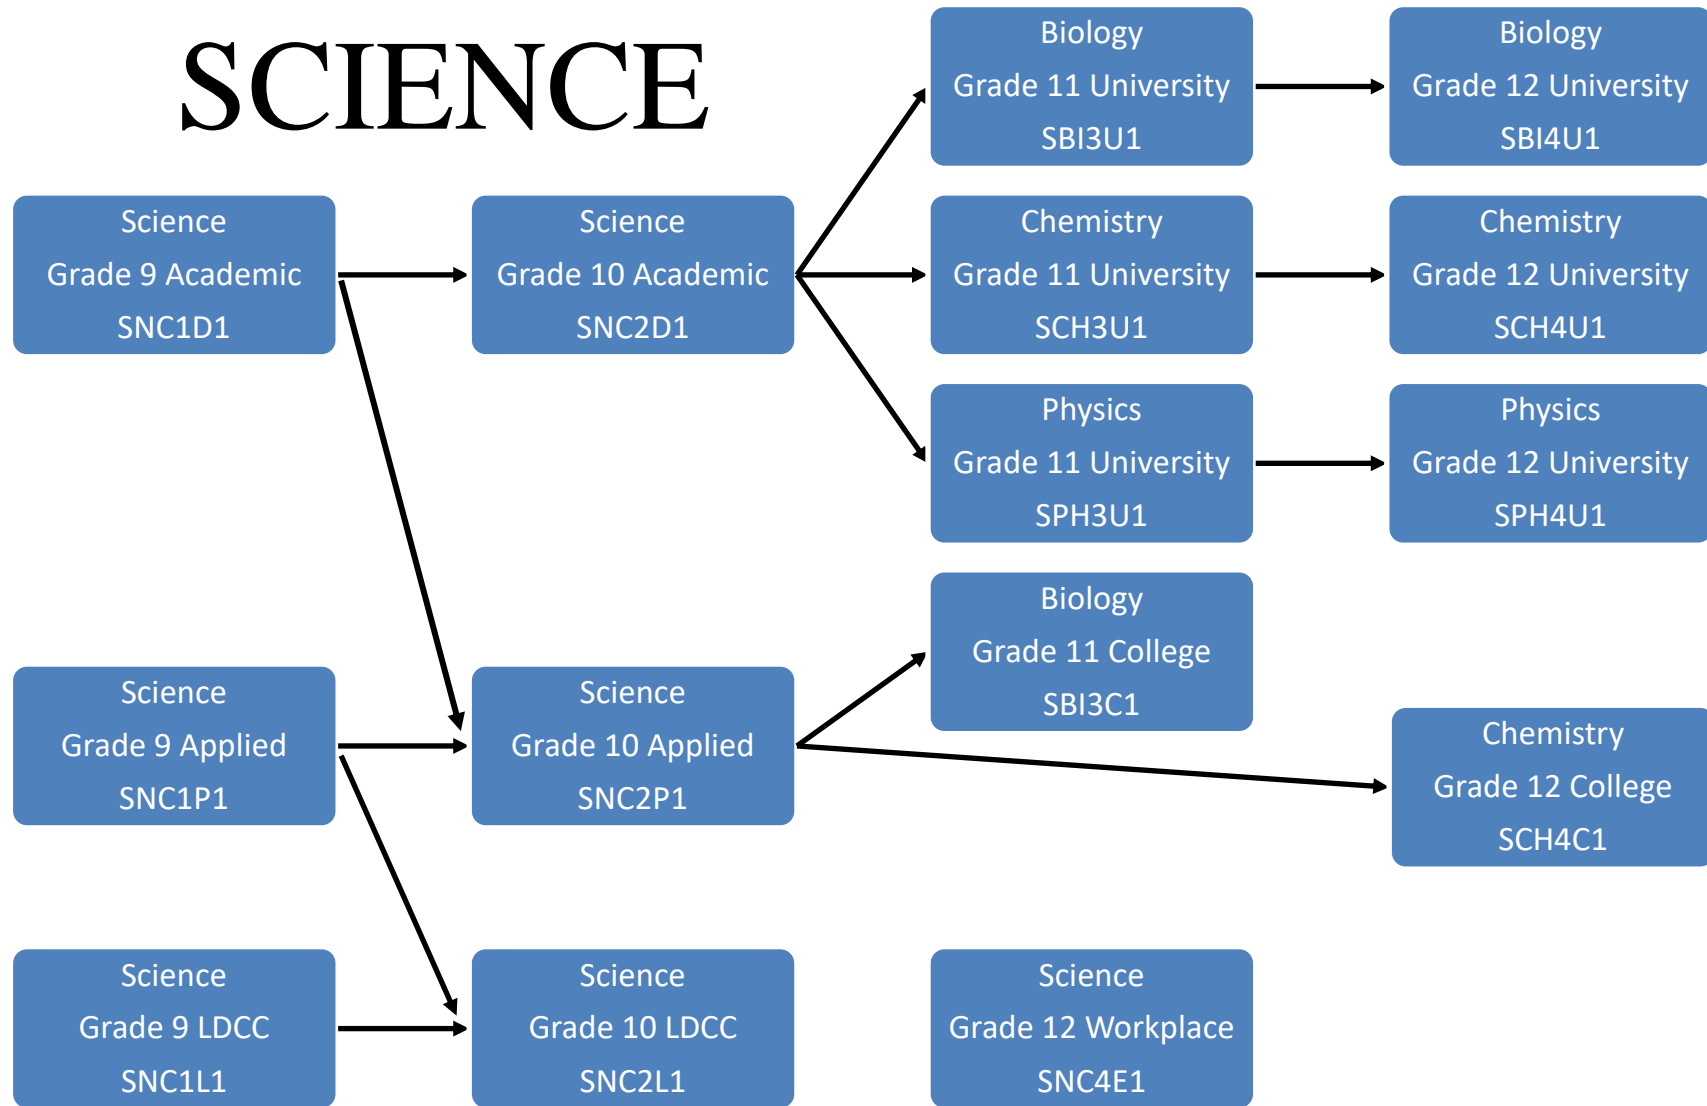 SCIENCE
Biology
Grade 11 University
SBI3U1
Biology
Grade 12 University
SBI4U1
Science
Grade 9 Academic
SNC1D1
Science
Grade 10 Academic
SNC2D1
Chemistry
Grade 11 University
SCH3U1
Chemistry
Grade 12 University
SCH4U1
Physics
Grade 11 University
SPH3U1
Physics
Grade 12 University
SPH4U1
Biology
Grade 11 College
SBI3C1
Science
Grade 9 Applied
SNC1P1
Science
Grade 10 Applied
SNC2P1
Chemistry
Grade 12 College
SCH4C1
Science
Grade 9 LDCC
SNC1L1
Science
Grade 10 LDCC
SNC2L1
Science
Grade 12 Workplace
SNC4E1